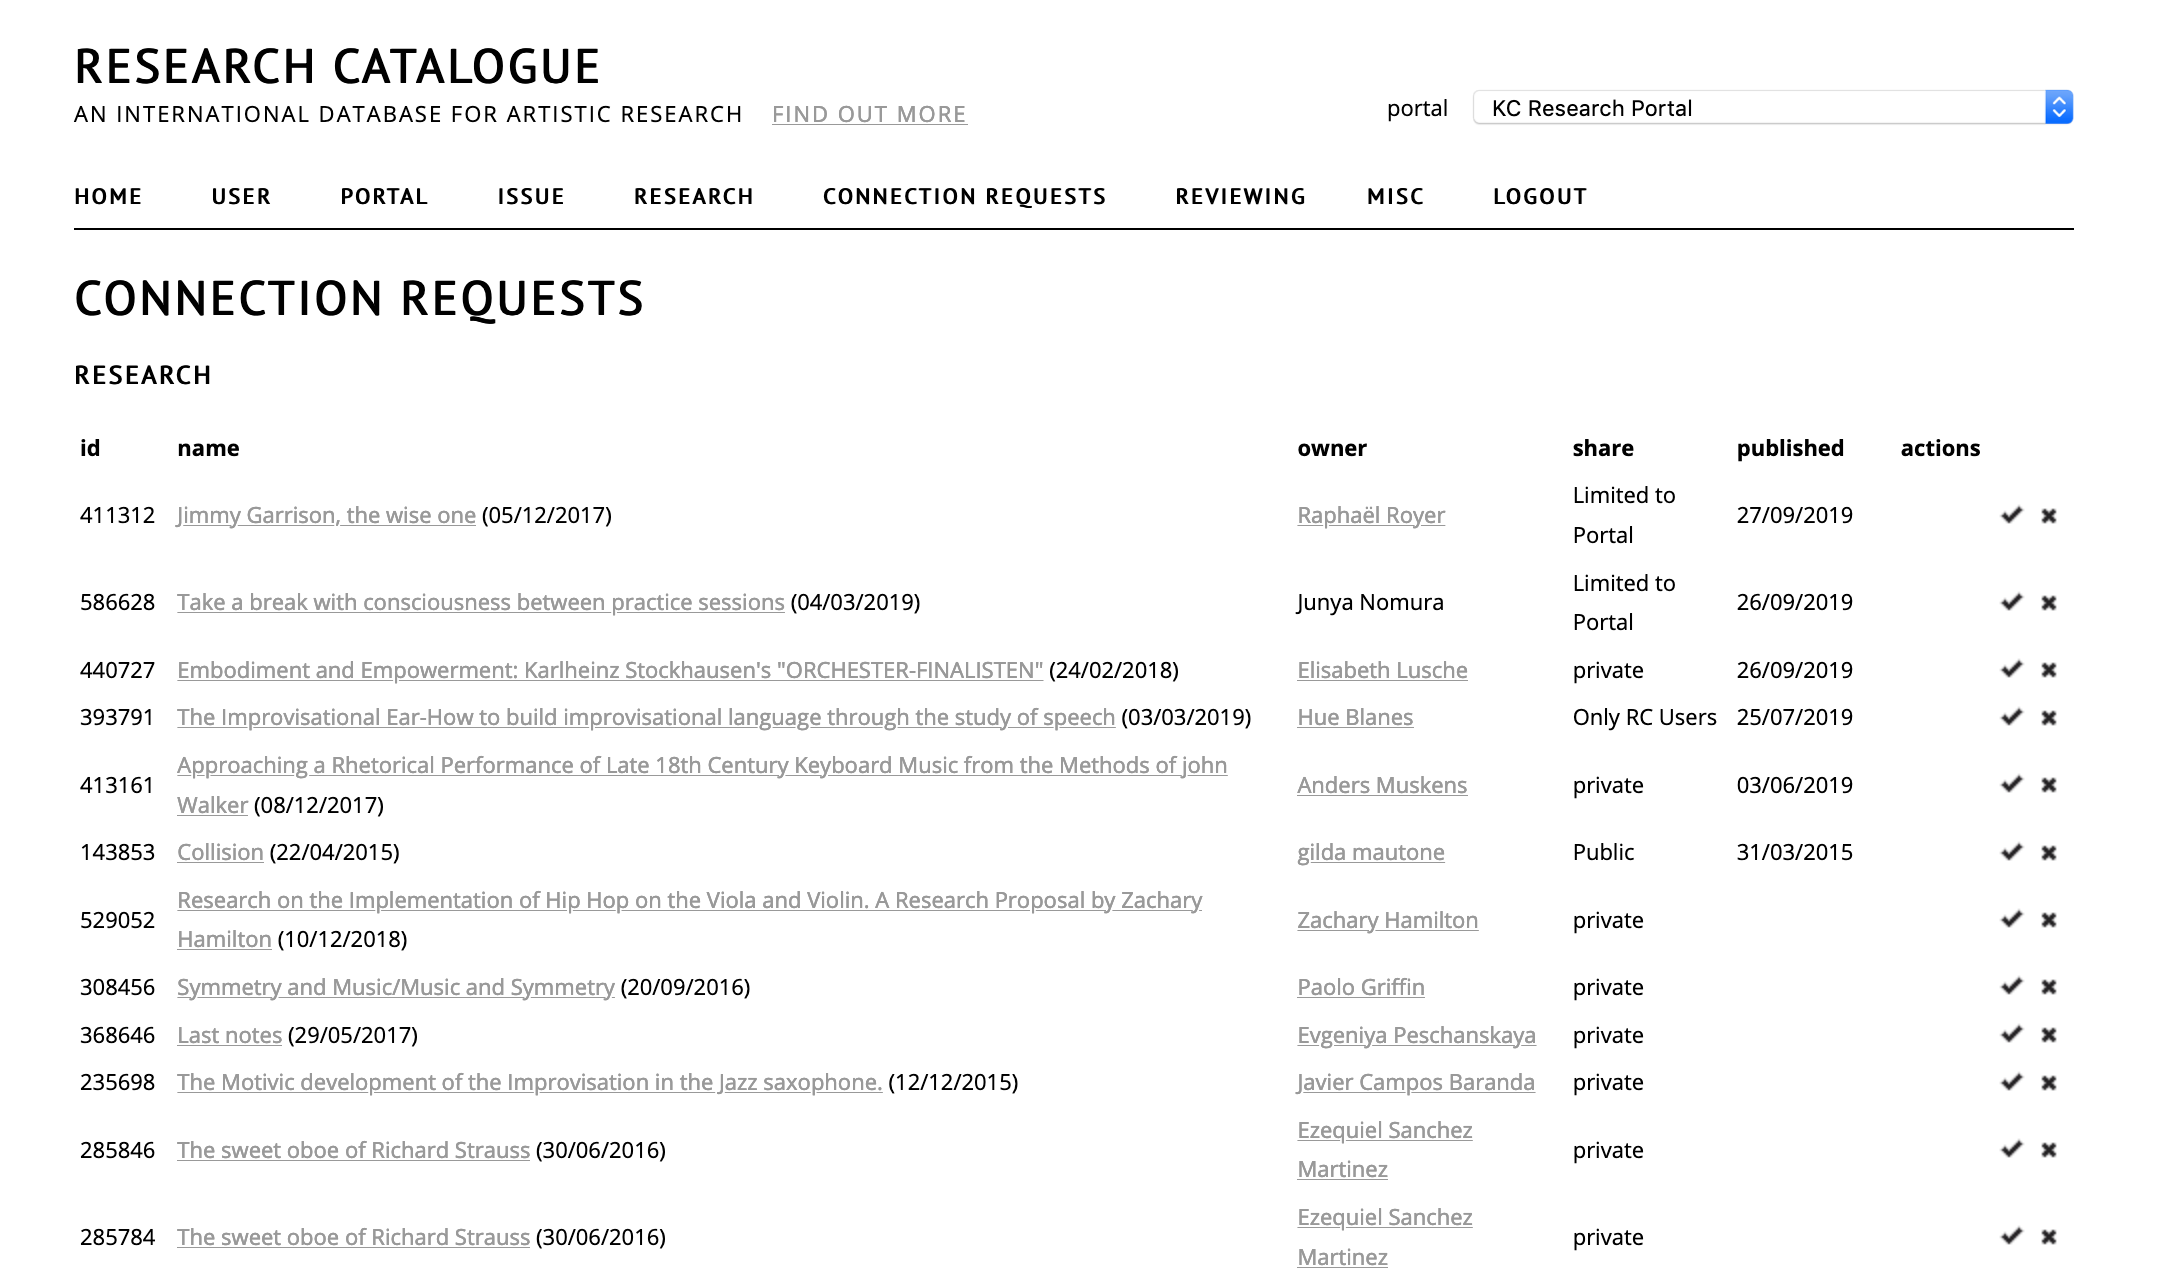 RESEARCH CATALOGUE
AN INTERNATIONAL DATABASE FOR ARTISTIC RESEARCH FIND OUT MORE
portal KC Research Portal
HOME USER PORTAL ISSUE RESEARCH CONNECTION REQUESTS REVIEWING MISC LOGOUT
CONNECTION REQUESTS
RESEARCH
id name owner share published actions
411312 Jimmy Garrison, the wise one (05/12/2017) Raphaël Royer Limited to Portal 27/09/2019
586628 Take a break with consciousness between practice sessions (04/03/2019) Junya Nomura Limited to Portal 26/09/2019
440727 Embodiment and Empowerment: Karlheinz Stockhausen's "ORCHESTER-FINALISTEN" (24/02/2018) Elisabeth Lusche private 26/09/2019
393791 The Improvisational Ear-How to build improvisational language through the study of speech (03/03/2019) Hue Blanes Only RC Users 25/07/2019
413161 Approaching a Rhetorical Performance of Late 18th Century Keyboard Music from the Methods of john Walker (08/12/2017) Anders Muskens private 03/06/2019
143853 Collision (22/04/2015) gilda mautone Public 31/03/2015
529052 Research on the Implementation of Hip Hop on the Viola and Violin. A Research Proposal by Zachary Hamilton (10/12/2018) Zachary Hamilton private
308456 Symmetry and Music/Music and Symmetry (20/09/2016) Paolo Griffin private
368646 Last notes (29/05/2017) Evgeniya Peschanskaya private
235698 The Motivic development of the Improvisation in the Jazz saxophone. (12/12/2015) Javier Campos Baranda private
285846 The sweet oboe of Richard Strauss (30/06/2016) Ezequiel Sanchez Martinez private
285784 The sweet oboe of Richard Strauss (30/06/2016) Ezequiel Sanchez Martinez private